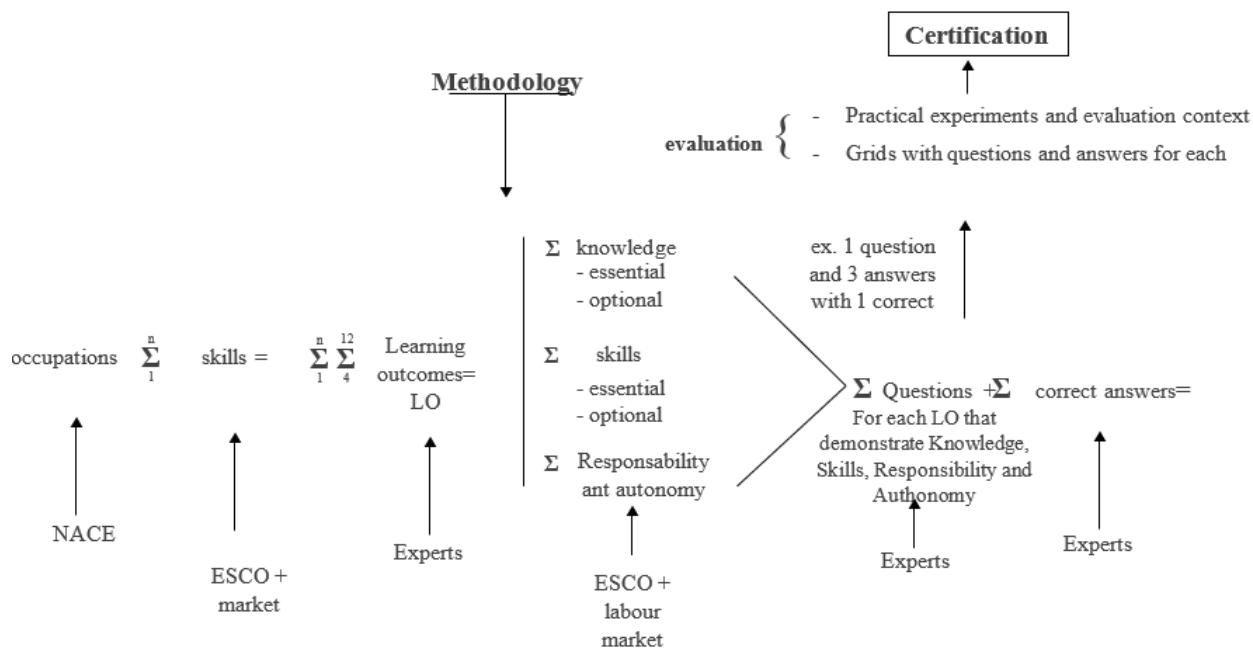 Certification
Methodology
evaluation {
- Practical experiments and evaluation context
- Grids with questions and answers for each
Σ knowledge
- essential
- optional
ex. 1 question
and 3 answers
with 1 correct
occupations n Σ 1 skills = n Σ 1 12 Σ 4 Learning
outcomes=
LO
Σ skills
- essential
- optional
Σ Responsability
ant autonomy
Σ Questions +Σ correct answers=
For each LO that
demonstrate Knowledge,
Skills, Responsibility and
Authonomy
NACE
ESCO +
market
Experts
ESCO +
labour
market
Experts
Experts